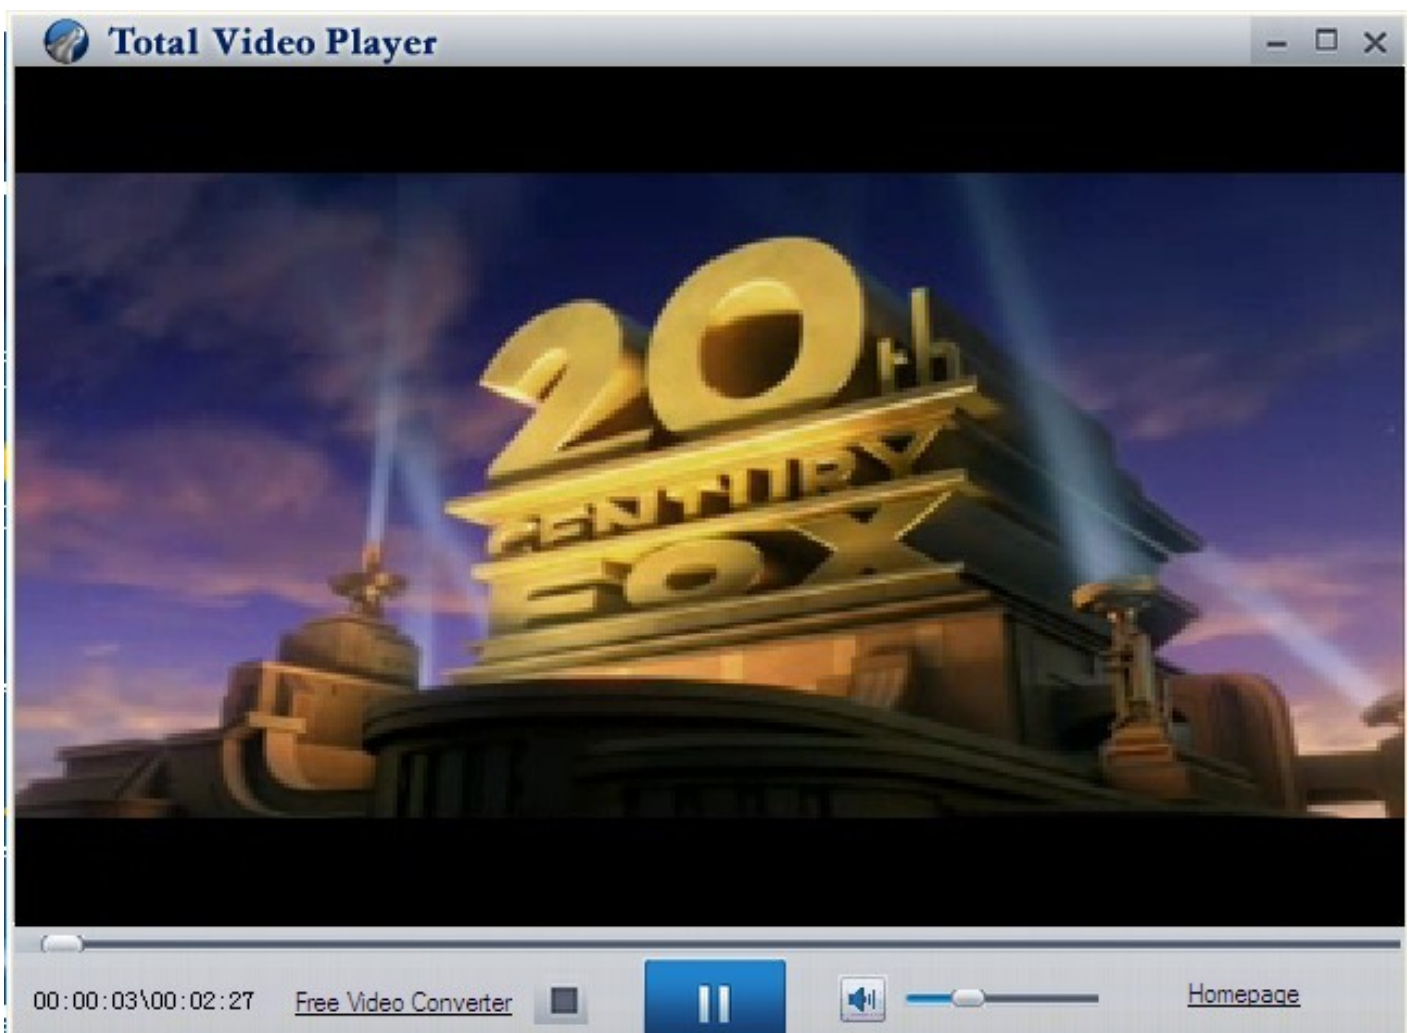 Total Video Player
20th
CENTURY
FOX
00:00:03\00:02:27 Free Video Converter Homepage